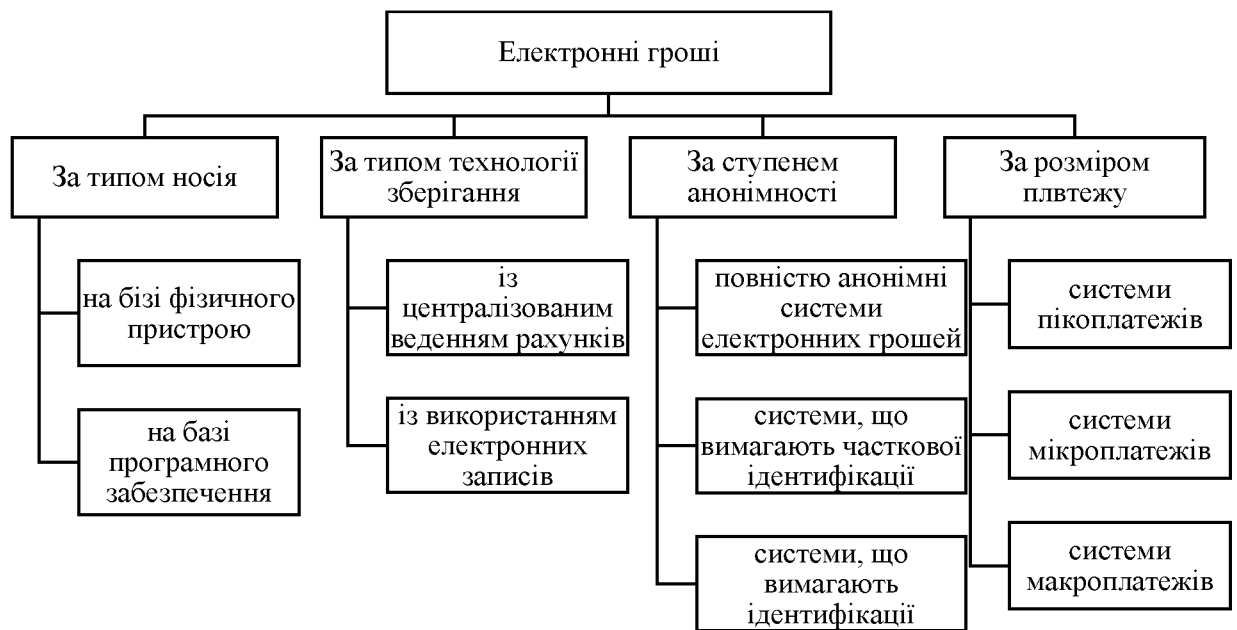 Електронні гроші
За типом носія
на бізі фізичного
пристрою
на базі
програмного
забезпечення
За типом технології
зберігання
із
централізованим
веденням рахунків
із використанням
електронних
записів
За ступенем
анонімності
повністю анонімні
системи
електронних грошей
системи, що
вимагають часткової
ідентифікації
системи, що
вимагають
ідентифікації
За розміром
плвтежу
системи
пікоплатежів
системи
мікроплатежів
системи
макроплатежів